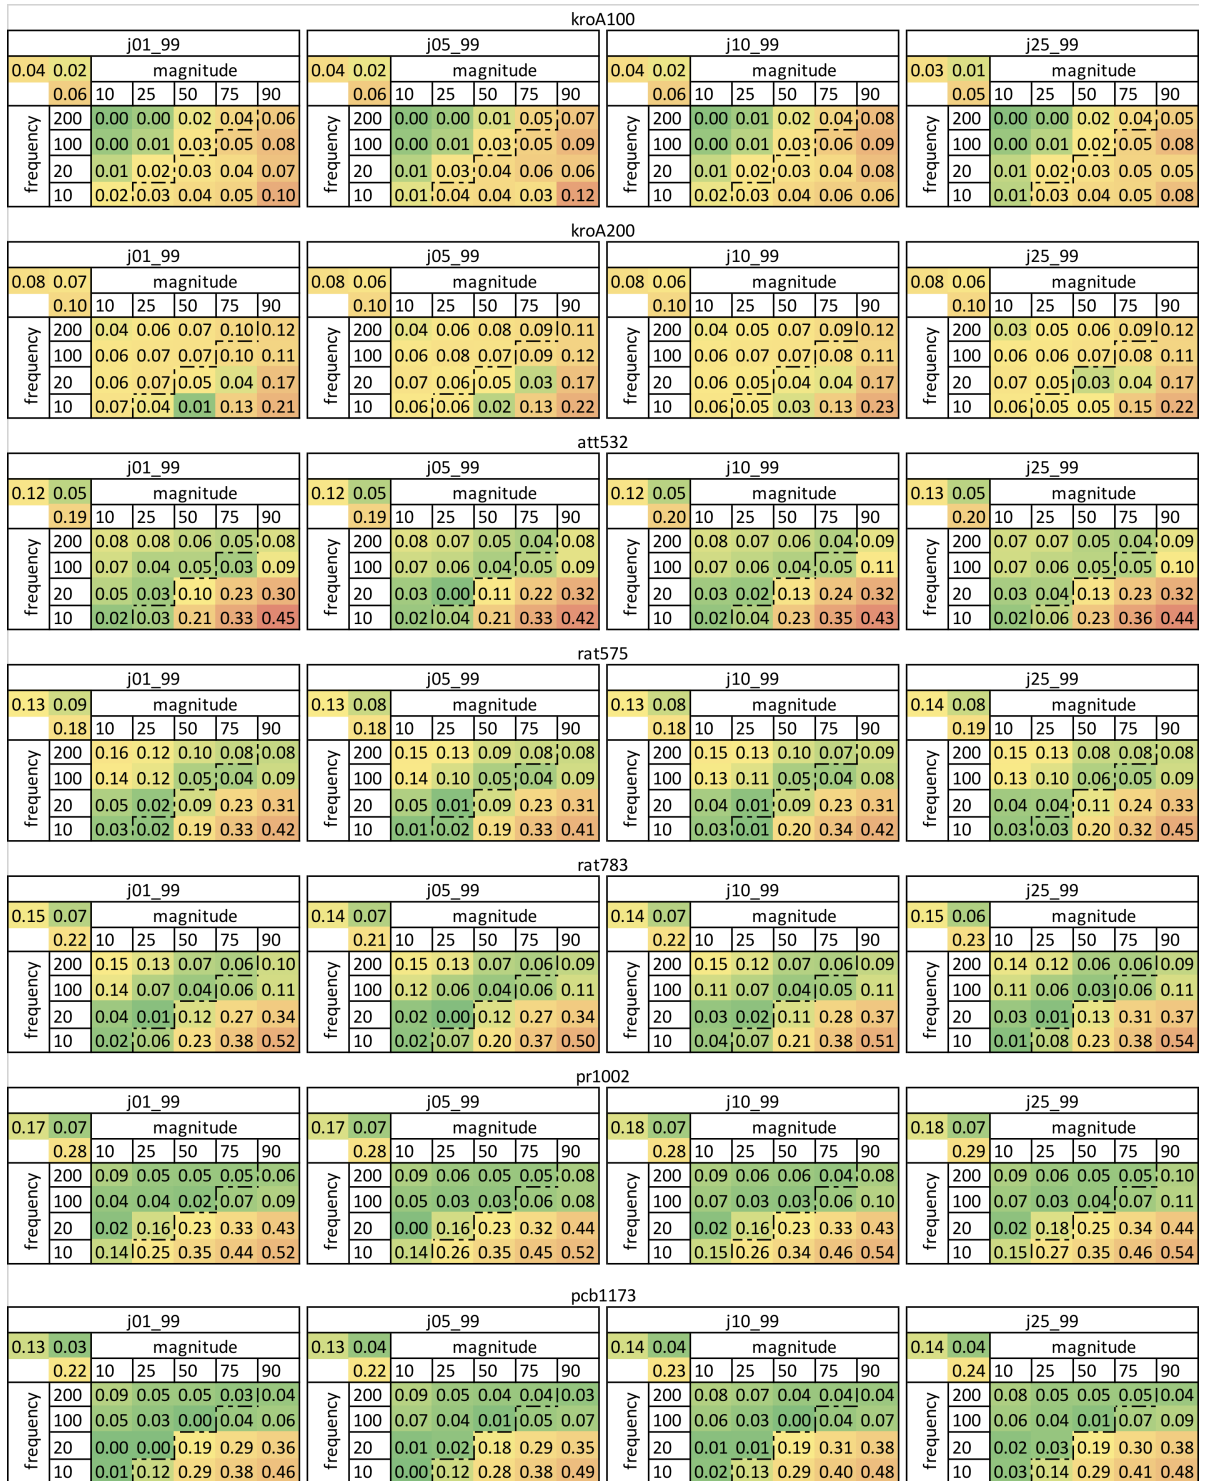 kroA100
j01_99 j05_99 j10_99 j25_99
0.04 0.02 magnitude 0.04 0.02 magnitude 0.04 0.02 magnitude 0.03 0.01 magnitude
0.06 10 25 50 75 90 0.06 10 25 50 75 90 0.06 10 25 50 75 90 0.05 10 25 50 75 90
frequency frequency frequency frequency
200 0.00 0.00 0.02 0.04 0.06 200 0.00 0.00 0.01 0.05 0.07 200 0.00 0.01 0.02 0.04 0.08 200 0.00 0.00 0.02 0.04 0.05
100 0.00 0.01 0.03 0.05 0.08 100 0.00 0.01 0.03 0.05 0.09 100 0.00 0.01 0.03 0.06 0.09 100 0.00 0.01 0.02 0.05 0.08
20 0.01 0.02 0.03 0.04 0.07 20 0.01 0.03 0.04 0.06 0.06 20 0.01 0.02 0.03 0.04 0.08 20 0.01 0.02 0.03 0.05 0.05
10 0.02 0.03 0.04 0.05 0.10 10 0.01 0.04 0.04 0.03 0.12 10 0.02 0.03 0.04 0.06 0.06 10 0.01 0.03 0.04 0.05 0.08
kroA200
j01_99 j05_99 j10_99 j25_99
0.08 0.07 magnitude 0.08 0.06 magnitude 0.08 0.06 magnitude 0.08 0.06 magnitude
0.10 10 25 50 75 90 0.10 10 25 50 75 90 0.10 10 25 50 75 90 0.10 10 25 50 75 90
frequency frequency frequency frequency
200 0.04 0.06 0.07 0.10 0.12 200 0.04 0.06 0.08 0.09 0.11 200 0.04 0.05 0.07 0.09 0.12 200 0.03 0.05 0.06 0.09 0.12
100 0.06 0.07 0.07 0.10 0.11 100 0.06 0.08 0.07 0.09 0.12 100 0.06 0.07 0.07 0.08 0.11 100 0.06 0.06 0.07 0.08 0.11
20 0.06 0.07 0.05 0.04 0.17 20 0.07 0.06 0.05 0.03 0.17 20 0.06 0.05 0.04 0.04 0.17 20 0.07 0.05 0.03 0.04 0.17
10 0.07 0.04 0.01 0.13 0.21 10 0.06 0.06 0.02 0.13 0.22 10 0.06 0.05 0.03 0.13 0.23 10 0.06 0.05 0.05 0.15 0.22
att532
j01_99 j05_99 j10_99 j25_99
0.12 0.05 magnitude 0.12 0.05 magnitude 0.12 0.05 magnitude 0.13 0.05 magnitude
0.19 10 25 50 75 90 0.19 10 25 50 75 90 0.20 10 25 50 75 90 0.20 10 25 50 75 90
frequency frequency frequency frequency
200 0.08 0.08 0.06 0.05 0.08 200 0.08 0.07 0.05 0.04 0.08 200 0.08 0.07 0.06 0.04 0.09 200 0.07 0.07 0.05 0.04 0.09
100 0.07 0.04 0.05 0.03 0.09 100 0.07 0.06 0.04 0.05 0.09 100 0.07 0.06 0.04 0.05 0.11 100 0.07 0.06 0.05 0.05 0.10
20 0.05 0.03 0.10 0.23 0.30 20 0.03 0.00 0.11 0.22 0.32 20 0.03 0.02 0.13 0.24 0.32 20 0.03 0.04 0.13 0.23 0.32
10 0.02 0.03 0.21 0.33 0.45 10 0.02 0.04 0.21 0.33 0.42 10 0.02 0.04 0.23 0.35 0.43 10 0.02 0.06 0.23 0.36 0.44
rat575
j01_99 j05_99 j10_99 j25_99
0.13 0.09 magnitude 0.13 0.08 magnitude 0.13 0.08 magnitude 0.14 0.08 magnitude
0.18 10 25 50 75 90 0.18 10 25 50 75 90 0.18 10 25 50 75 90 0.19 10 25 50 75 90
frequency frequency frequency frequency
200 0.16 0.12 0.10 0.08 0.08 200 0.15 0.13 0.09 0.08 0.08 200 0.15 0.13 0.10 0.07 0.09 200 0.15 0.13 0.08 0.08 0.08
100 0.14 0.12 0.05 0.04 0.09 100 0.14 0.10 0.05 0.04 0.09 100 0.13 0.11 0.05 0.04 0.08 100 0.13 0.10 0.06 0.05 0.09
20 0.05 0.02 0.09 0.23 0.31 20 0.05 0.01 0.09 0.23 0.31 20 0.04 0.01 0.09 0.23 0.31 20 0.04 0.04 0.11 0.24 0.33
10 0.03 0.02 0.19 0.33 0.42 10 0.01 0.02 0.19 0.33 0.41 10 0.03 0.01 0.20 0.34 0.42 10 0.03 0.03 0.20 0.32 0.45
rat783
j01_99 j05_99 j10_99 j25_99
0.15 0.07 magnitude 0.14 0.07 magnitude 0.14 0.07 magnitude 0.15 0.06 magnitude
0.22 10 25 50 75 90 0.21 10 25 50 75 90 0.22 10 25 50 75 90 0.23 10 25 50 75 90
frequency frequency frequency frequency
200 0.15 0.13 0.07 0.06 0.10 200 0.15 0.13 0.07 0.06 0.09 200 0.15 0.12 0.07 0.06 0.09 200 0.14 0.12 0.06 0.06 0.09
100 0.14 0.07 0.04 0.06 0.11 100 0.12 0.06 0.04 0.06 0.11 100 0.11 0.07 0.04 0.05 0.11 100 0.11 0.06 0.03 0.06 0.11
20 0.04 0.01 0.12 0.27 0.34 20 0.02 0.00 0.12 0.27 0.34 20 0.03 0.02 0.11 0.28 0.37 20 0.03 0.01 0.13 0.31 0.37
10 0.02 0.06 0.23 0.38 0.52 10 0.02 0.07 0.20 0.37 0.50 10 0.04 0.07 0.21 0.38 0.51 10 0.01 0.08 0.23 0.38 0.54
pr1002
j01_99 j05_99 j10_99 j25_99
0.17 0.07 magnitude 0.17 0.07 magnitude 0.18 0.07 magnitude 0.18 0.07 magnitude
0.28 10 25 50 75 90 0.28 10 25 50 75 90 0.28 10 25 50 75 90 0.29 10 25 50 75 90
frequency frequency frequency frequency
200 0.09 0.05 0.05 0.05 0.06 200 0.09 0.06 0.05 0.05 0.08 200 0.09 0.06 0.06 0.04 0.08 200 0.09 0.06 0.05 0.05 0.10
100 0.04 0.04 0.02 0.07 0.09 100 0.05 0.03 0.03 0.06 0.08 100 0.07 0.03 0.03 0.06 0.10 100 0.07 0.03 0.04 0.07 0.11
20 0.02 0.16 0.23 0.33 0.43 20 0.00 0.16 0.23 0.32 0.44 20 0.02 0.16 0.23 0.33 0.43 20 0.02 0.18 0.25 0.34 0.44
10 0.14 0.25 0.35 0.44 0.52 10 0.14 0.26 0.35 0.45 0.52 10 0.15 0.26 0.34 0.46 0.54 10 0.15 0.27 0.35 0.46 0.54
pcb1173
j01_99 j05_99 j10_99 j25_99
0.13 0.03 magnitude 0.13 0.04 magnitude 0.14 0.04 magnitude 0.14 0.04 magnitude
0.22 10 25 50 75 90 0.22 10 25 50 75 90 0.23 10 25 50 75 90 0.24 10 25 50 75 90
frequency frequency frequency frequency
200 0.09 0.05 0.05 0.03 0.04 200 0.09 0.05 0.04 0.04 0.03 200 0.08 0.07 0.04 0.04 0.04 200 0.08 0.05 0.05 0.05 0.04
100 0.05 0.03 0.00 0.04 0.06 100 0.07 0.04 0.01 0.05 0.07 100 0.06 0.03 0.00 0.04 0.07 100 0.06 0.04 0.01 0.07 0.09
20 0.00 0.00 0.19 0.29 0.36 20 0.01 0.02 0.18 0.29 0.35 20 0.01 0.01 0.19 0.31 0.38 20 0.02 0.03 0.19 0.30 0.38
10 0.01 0.12 0.29 0.38 0.46 10 0.00 0.12 0.28 0.38 0.49 10 0.02 0.13 0.29 0.40 0.48 10 0.03 0.14 0.29 0.41 0.48